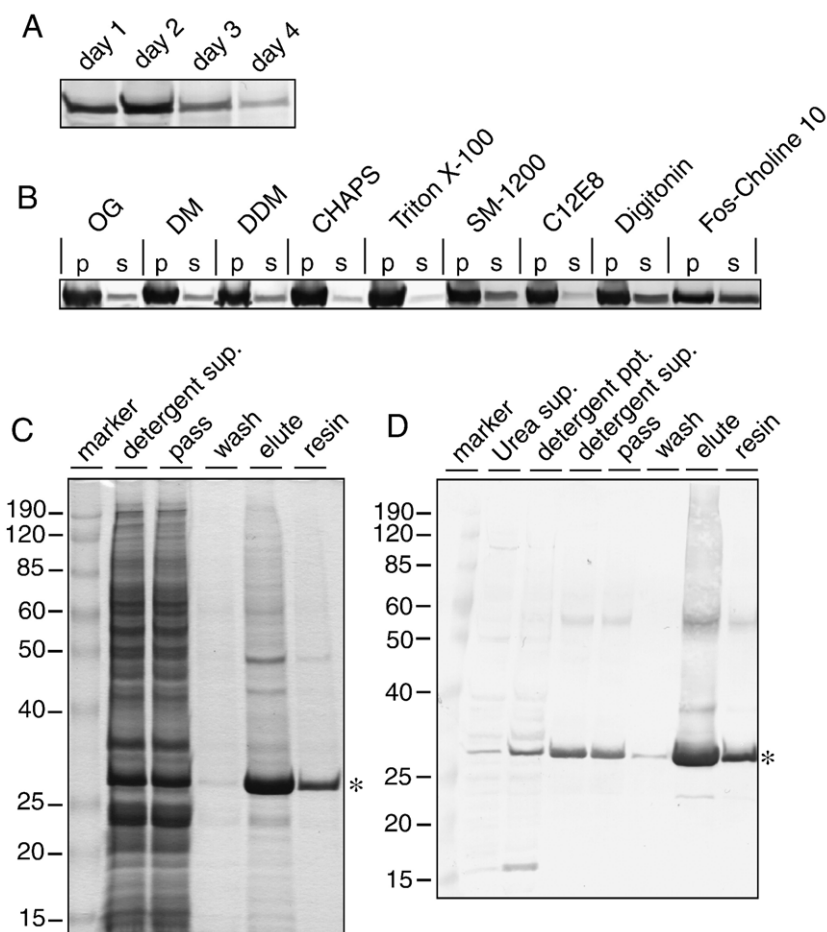 A
day 1 day 2 day 3 day 4
B
OG DM DDM CHAPS Triton X-100 SM-1200 C12E8 Digitonin Fos-Choline 10
p s p s p s p s p s p s p s p s p s
C
marker detergent sup. pass wash elute resin
190
120
85
60
50
40
25
20
15
*
D
marker Urea sup. detergent ppt. detergent sup. pass wash elute resin
190
120
85
60
50
40
25
20
15
*